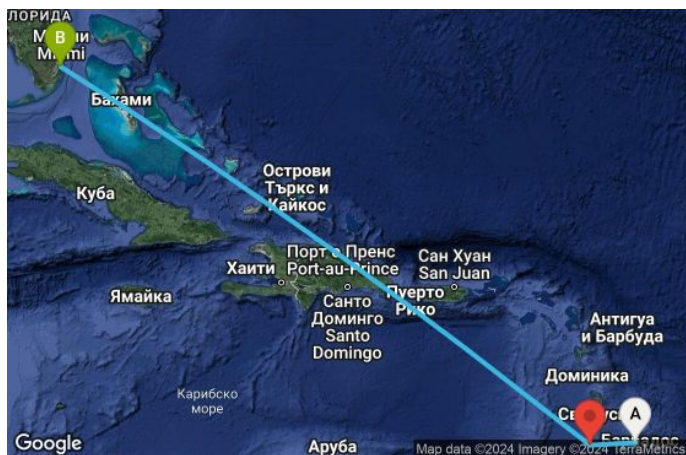 ЛОРИДА
B
Miami
Бахами
Куба
Острови
Търкс и
Кайкос
Хаити
Порт о Пренс
Port-au-Prince
Сан Хуан
San Juan
Ямайка
Санто
Доминго
Santo
Domingo
Пуерто
Рико
Антигуа
и Барбуда
Доминика
Карибско
море
A
Google
Аруба
Map data ©2024 Imagery ©2024 TerraMetrics